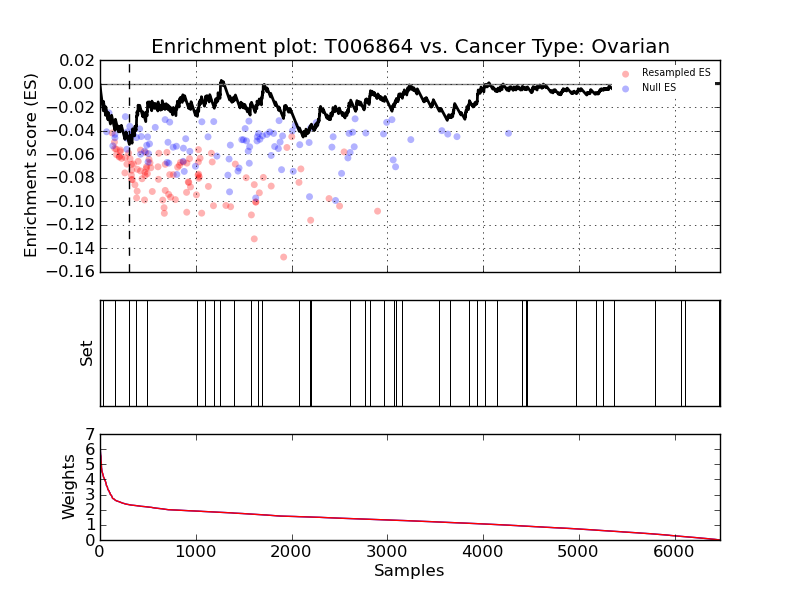 Enrichment plot: T006864 vs. Cancer Type: Ovarian
0.02
0.00
−0.02
−0.04
−0.06
−0.08
−0.10
−0.12
−0.14
−0.16
Enrichment score (ES)
Resampled ES
Null ES
Set
7
6
5
4
3
2
1
0
Weights
0 1000 2000 3000 4000 5000 6000
Samples